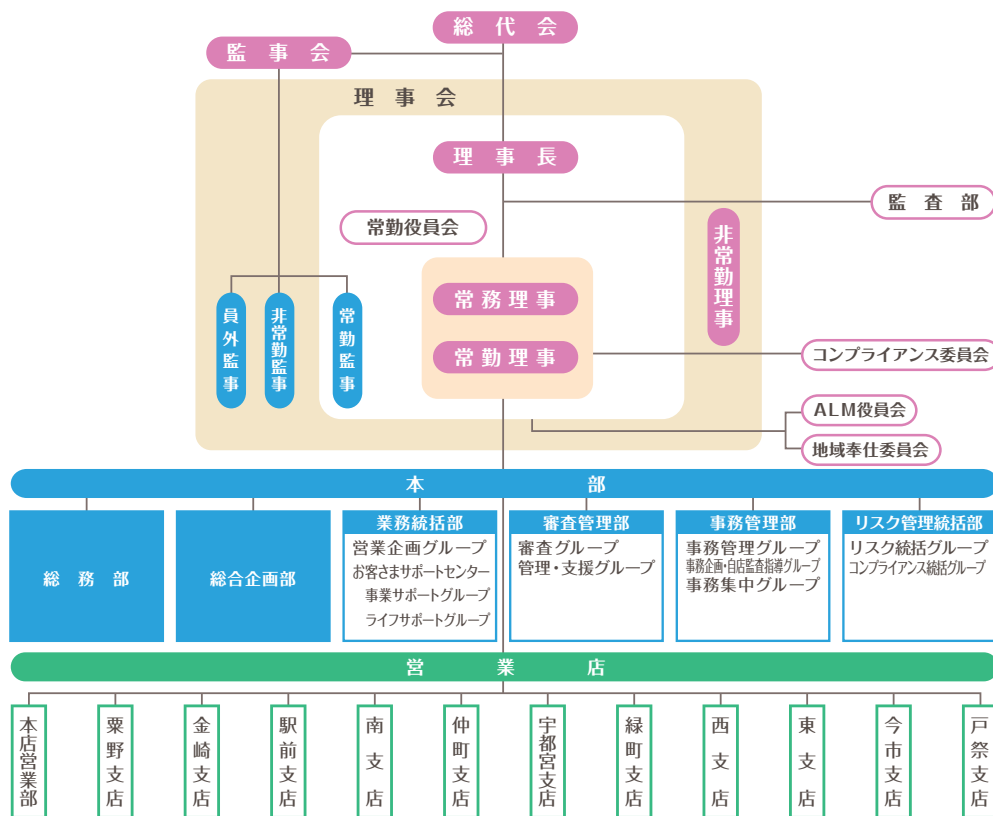 総代会
監事会
理事会
理事長
監査部
常勤役員会
非常勤理事
常務理事
常勤理事
員外監事
非常勤監事
常勤監事
コンプライアンス委員会
ALM役員会
地域奉仕委員会
本部
総務部
総合企画部
業務統括部
営業企画グループ
お客さまサポートセンター
事業サポートグループ
ライフサポートグループ
審査管理部
審査グループ
管理・支援グループ
事務管理部
事務管理グループ
事務企画・自店監査指導グループ
事務集中グループ
リスク管理統括部
リスク統括グループ
コンプライアンス統括グループ
営業店
本店営業部
粟野支店
金崎支店
駅前支店
南支店
仲町支店
宇都宮支店
緑町支店
西支店
東支店
今市支店
戸祭支店